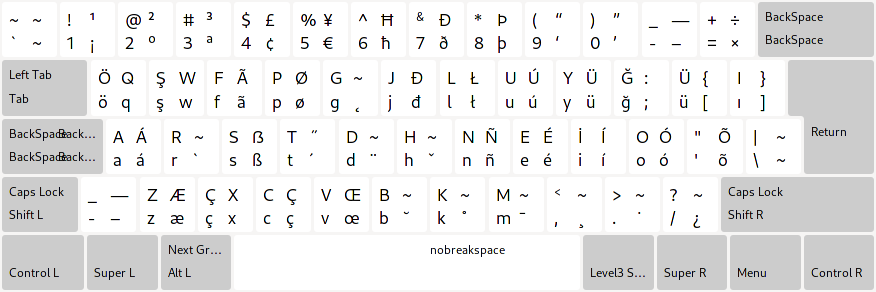 ~ ~ ! ¹ @ ² # ³ $ £ % ¥ ^ Ħ & Ð * Þ ( “ ) ” _ — + ÷ BackSpace
` ~ 1 ¡ 2 º 3 ª 4 ¢ 5 € 6 ħ 7 ð 8 þ 9 ‘ 0 ’ - – = × BackSpace
Left Tab Ö Q Ş W F Ã P Ø G ~ J Đ L Ł U Ú Y Ü Ğ : Ü { I }
Tab ö q ş w f ã p ø g ˛ j đ l ł u ú y ü ğ ; ü [ ı ]
BackSpace Back... A Á R ~ S ß T ˝ D ~ H ~ N Ñ E É İ Í O Ó " Õ | ~ Return
BackSpace Back... a á r ` s ß t ´ d ¨ h ˇ n ñ e é i í o ó ' õ \ ~
Caps Lock _ — Z Æ Ç X C Ç V Œ B ~ K ~ M ~ < ~ > ~ ? ~ Caps Lock
Shift L - – z æ ç x c ç v œ b ˘ k ˚ m ¯ , ¸ . ˙ / ¿ Shift R
Next Gr... nobreakspace
Control L Super L Alt L Level3 S... Super R Menu Control R